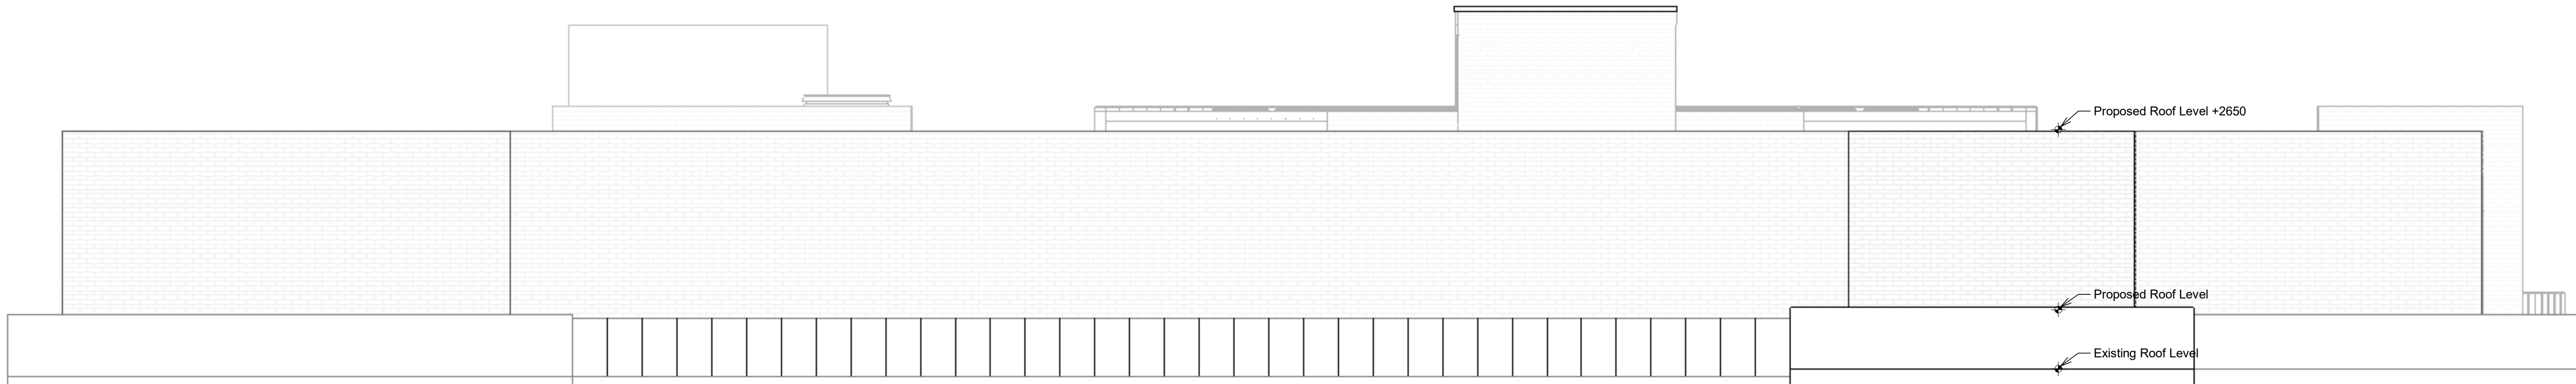 Proposed Roof Level +2650
Proposed Roof Level
Existing Roof Level